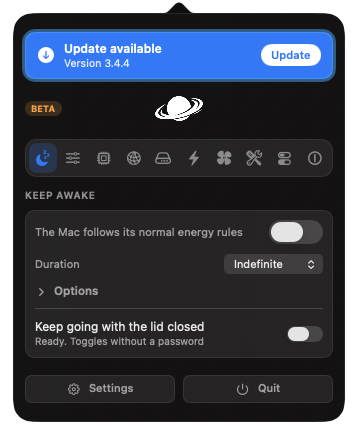 Update available
Version 3.4.4
Update
BETA
KEEP AWAKE
The Mac follows its normal energy rules
Duration
Indefinite
Options
Keep going with the lid closed
Ready. Toggles without a password
Settings
Quit